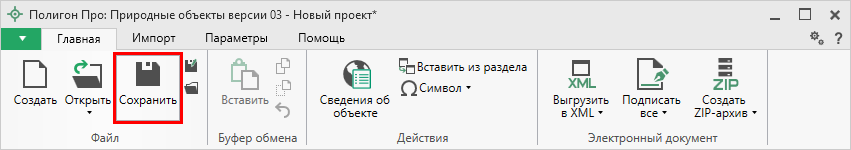 Полигон Про: Природные объекты версии 03 - Новый проект*
Главная Импорт Параметры Помощь
Создать
Открыть
Сохранить
Вставить
Сведения об
объекте
Вставить из раздела
Символ
XML
Выгрузить
в XML
Подписать
все
ZIP
Создать
ZIP-архив
Файл
Буфер обмена
Действия
Электронный документ